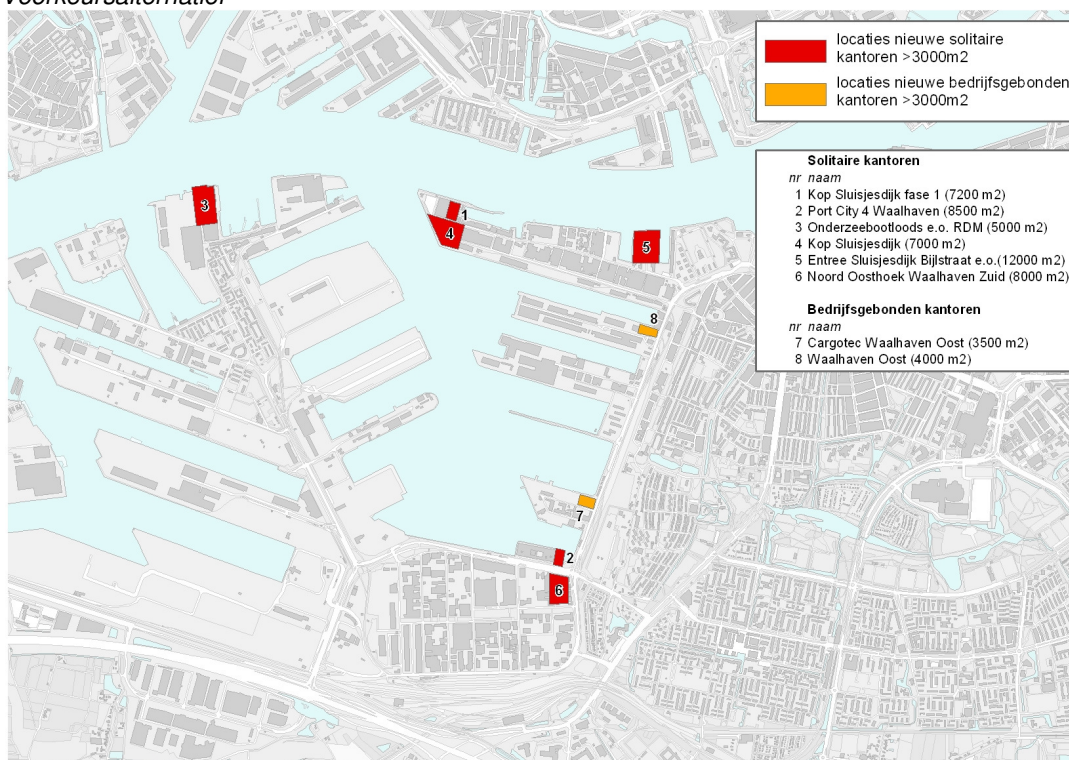 Voorkeursalternatief
locaties nieuwe solitaire
kantoren >3000m2
locaties nieuwe bedrijfsgebonden
kantoren >3000m2
Solitaire kantoren
nr naam
1 Kop Sluisjesdijk fase 1 (7200 m2)
2 Port City 4 Waalhaven (8500 m2)
3 Onderzeebootloods e.o. RDM (5000 m2)
4 Kop Sluisjesdijk (7000 m2)
5 Entree Sluisjesdijk Bijlstraat e.o.(12000 m2)
6 Noord Oosthoek Waalhaven Zuid (8000 m2)
Bedrijfsgebonden kantoren
nr naam
7 Cargotec Waalhaven Oost (3500 m2)
8 Waalhaven Oost (4000 m2)
3
1
4
5
8
7
2
6